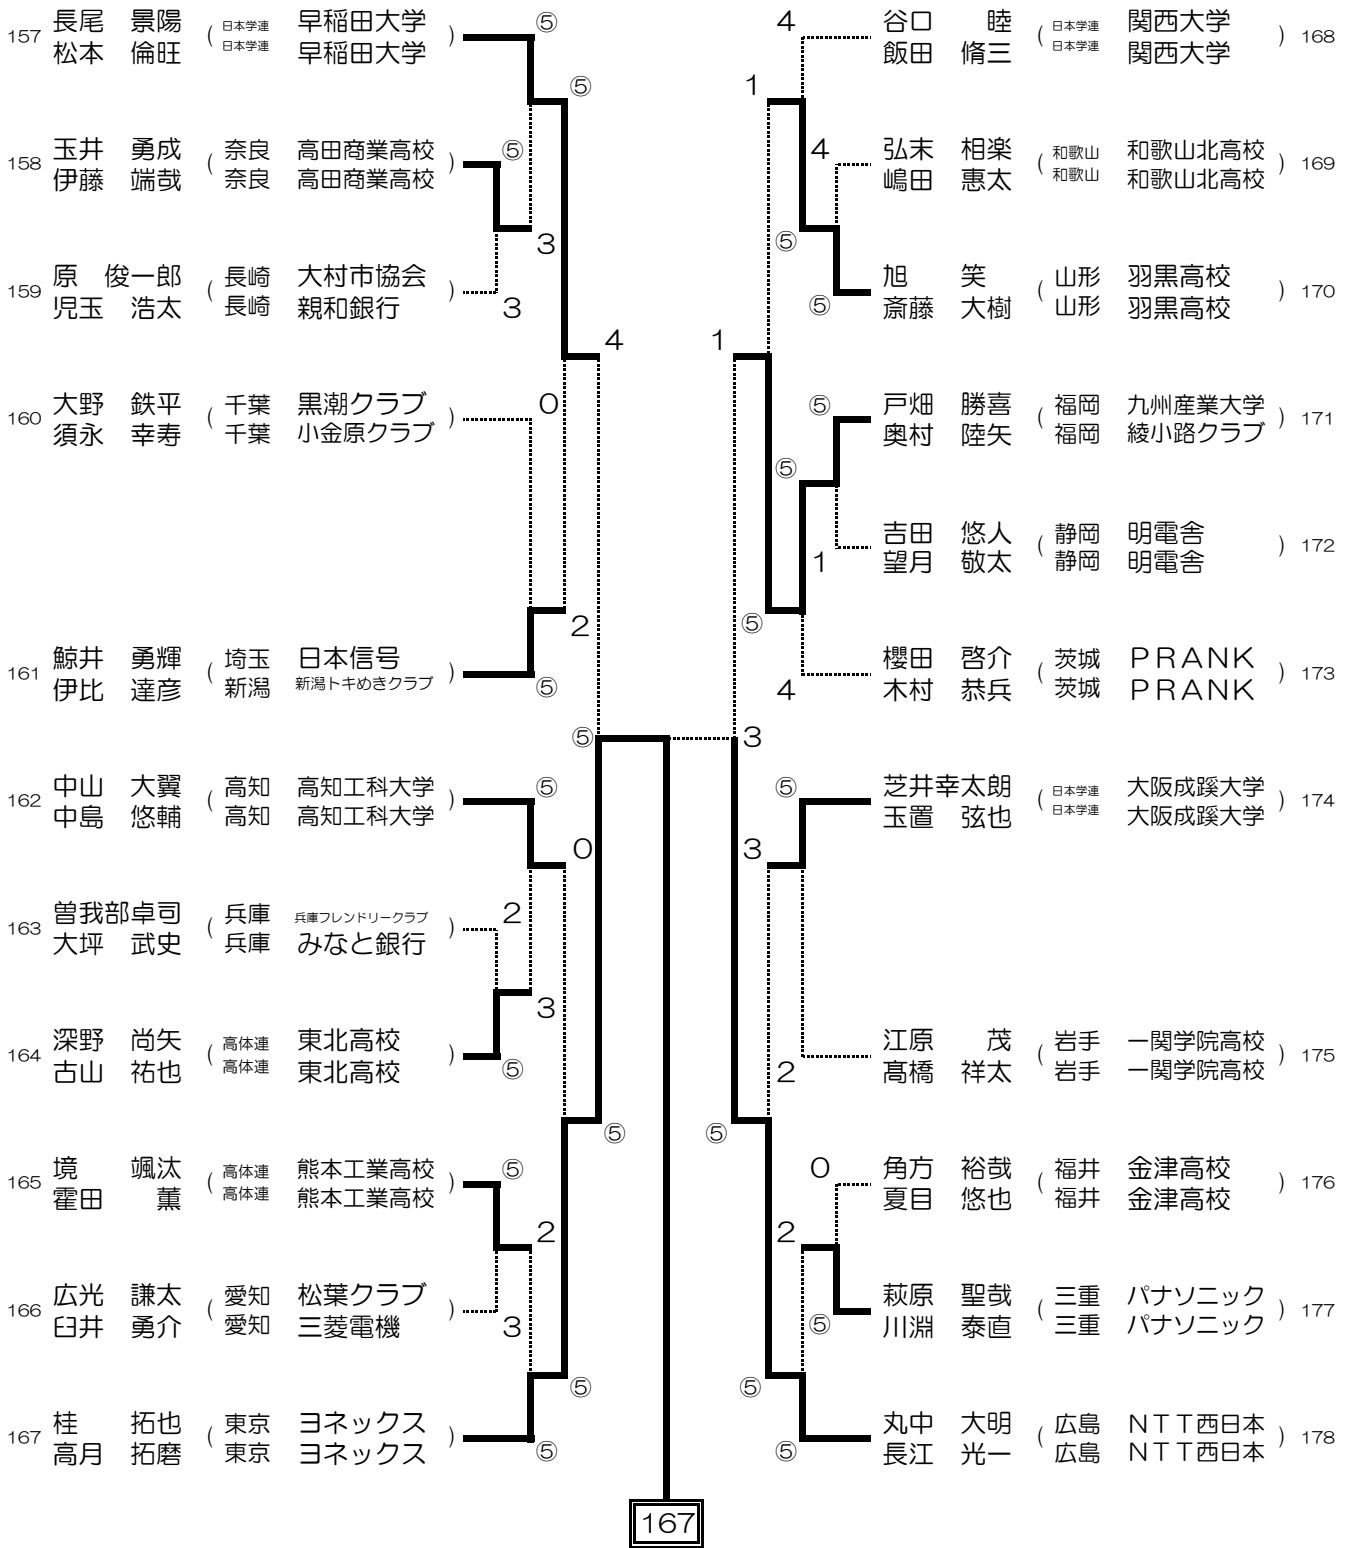 157 長尾 景陽 ( 日本学連 早稲田大学 )
松本 倫旺 日本学連 早稲田大学
⑤
⑤
158 玉井 勇成 ( 奈良 高田商業高校 )
伊藤 端哉 奈良 高田商業高校
⑤
3
159 原 俊一郎 ( 長崎 大村市協会 )
児玉 浩太 長崎 親和銀行
3
4
160 大野 鉄平 ( 千葉 黒潮クラブ )
須永 幸寿 千葉 小金原クラブ
0
2
161 鯨井 勇輝 ( 埼玉 日本信号 )
伊比 達彦 新潟 新潟トキめきクラブ
⑤
⑤
162 中山 大翼 ( 高知 高知工科大学 )
中島 悠輔 高知 高知工科大学
⑤
0
163 曽我部卓司 ( 兵庫 兵庫フレンドリークラブ )
大坪 武史 兵庫 みなと銀行
2
3
164 深野 尚矢 ( 高体連 東北高校 )
古山 祐也 高体連 東北高校
⑤
⑤
165 境 颯汰 ( 高体連 熊本工業高校 )
霍田 薫 高体連 熊本工業高校
⑤
2
166 広光 謙太 ( 愛知 松葉クラブ )
臼井 勇介 愛知 三菱電機
3
⑤
167 桂 拓也 ( 東京 ヨネックス )
高月 拓磨 東京 ヨネックス
⑤
4
谷口 睦 ( 日本学連 関西大学 ) 168
飯田 脩三 日本学連 関西大学
1
4
弘末 相楽 ( 和歌山 和歌山北高校 ) 169
嶋田 惠太 和歌山 和歌山北高校
⑤
旭 笑 ( 山形 羽黒高校 ) 170
斎藤 大樹 山形 羽黒高校
⑤
1
⑤
戸畑 勝喜 ( 福岡 九州産業大学 ) 171
奥村 陸矢 福岡 綾小路クラブ
⑤
吉田 悠人 ( 静岡 明電舎 ) 172
望月 敬太 静岡 明電舎
1
⑤
櫻田 啓介 ( 茨城 PRANK ) 173
木村 恭兵 茨城 PRANK
4
3
⑤
芝井幸太朗 ( 日本学連 大阪成蹊大学 ) 174
玉置 弦也 日本学連 大阪成蹊大学
3
江原 茂 ( 岩手 一関学院高校 ) 175
髙橋 祥太 岩手 一関学院高校
2
⑤
0
角方 裕哉 ( 福井 金津高校 ) 176
夏目 悠也 福井 金津高校
2
萩原 聖哉 ( 三重 パナソニック ) 177
川淵 泰直 三重 パナソニック
⑤
⑤
丸中 大明 ( 広島 NTT西日本 ) 178
長江 光一 広島 NTT西日本
⑤
167